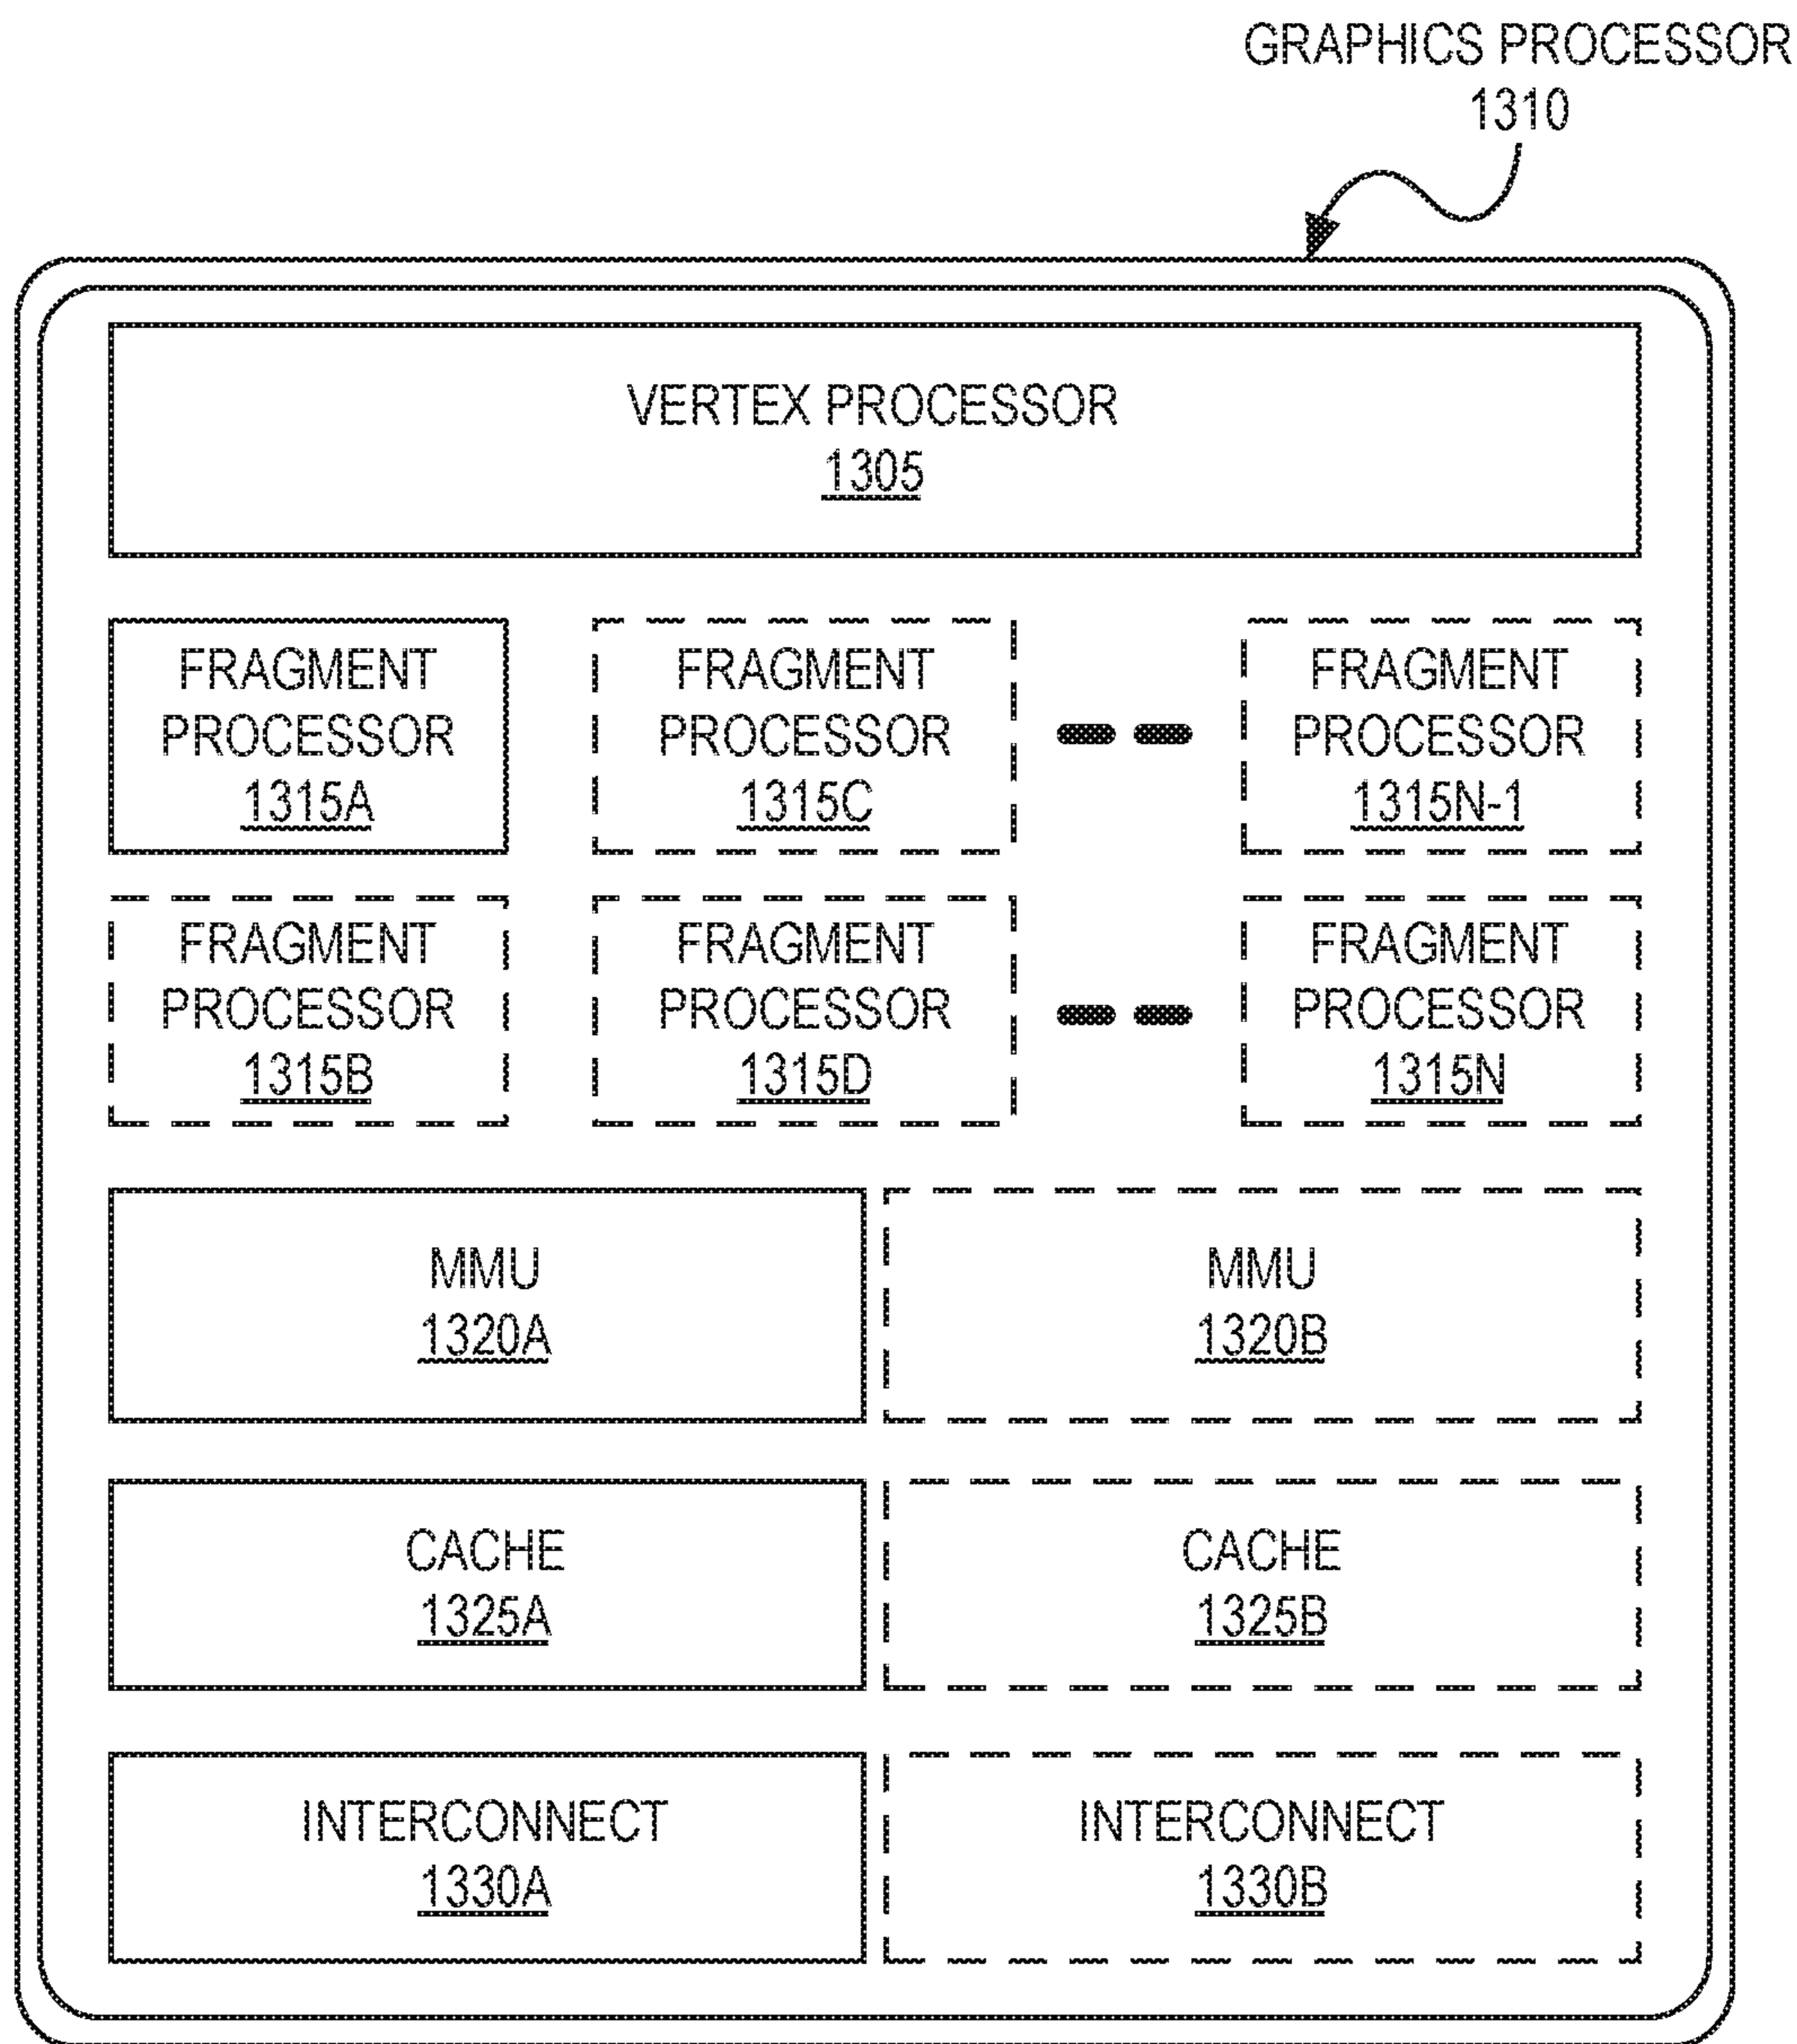 GRAPHICS PROCESSOR
1310
VERTEX PROCESSOR
1305
FRAGMENT
PROCESSOR
1315A
FRAGMENT
PROCESSOR
1315C
FRAGMENT
PROCESSOR
1315N-1
FRAGMENT
PROCESSOR
1315B
FRAGMENT
PROCESSOR
1315D
FRAGMENT
PROCESSOR
1315N
MMU
1320A
MMU
1320B
CACHE
1325A
CACHE
1325B
INTERCONNECT
1330A
INTERCONNECT
1330B